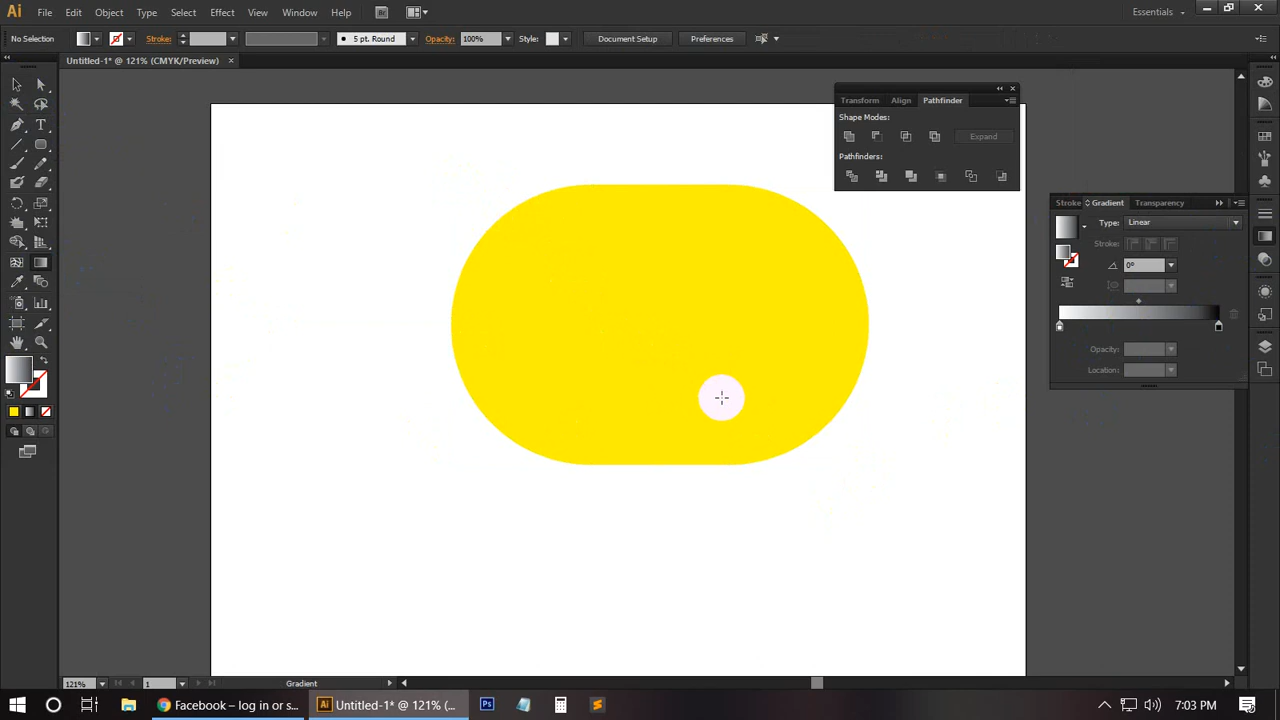 Ai File Edit Object Type Select Effect View Window Help Br Essentials
No Selection Stroke: 5 pt. Round Opacity: 100% Style: Document Setup Preferences
Untitled-1* @ 121% (CMYK/Preview) ×
Transform Align Pathfinder
Shape Modes:
Expand
Pathfinders:
Stroke Gradient Transparency
Type: Linear
Stroke:
0°
Opacity:
Location:
T
121% 1 Gradient
Facebook – log in or s... Ai Untitled-1* @ 121% (... Ps 7:03 PM